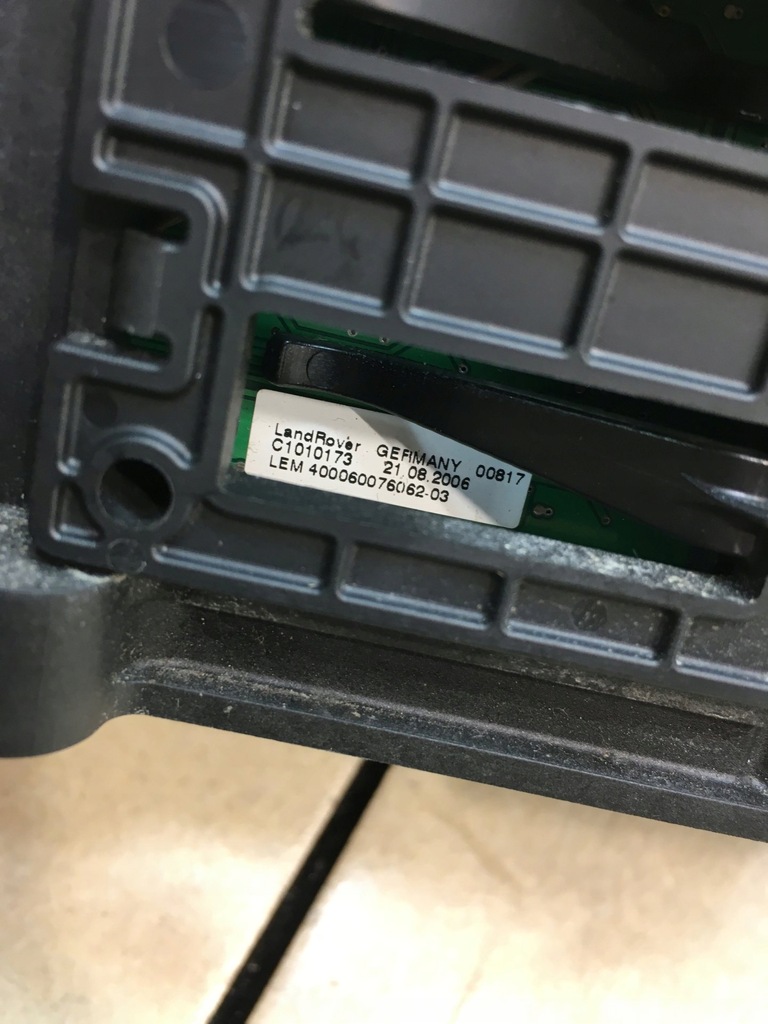 LandRover GERMANY 00817
C1010173 21.08.2006
LEM 400060076062-03